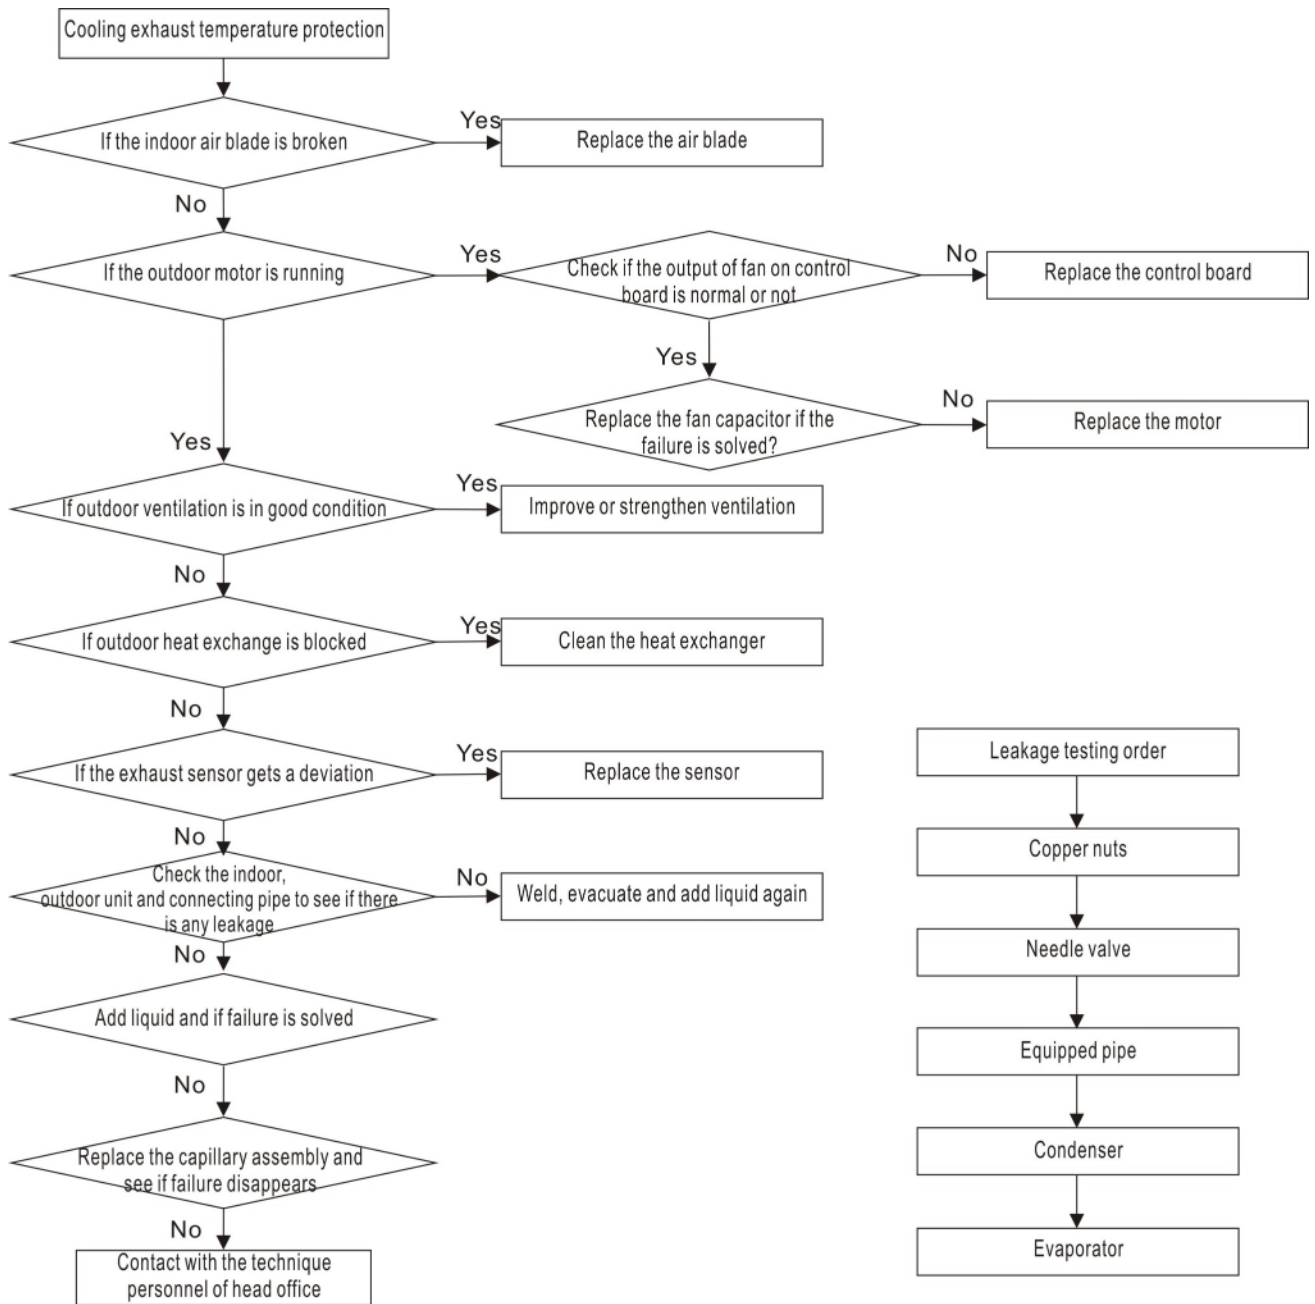 Cooling exhaust temperature protection
If the indoor air blade is broken
Yes
Replace the air blade
No
If the outdoor motor is running
Yes
Check if the output of fan on control
board is normal or not
No
Replace the control board
Yes
Replace the fan capacitor if the
failure is solved?
No
Replace the motor
Yes
If outdoor ventilation is in good condition
Yes
Improve or strengthen ventilation
No
If outdoor heat exchange is blocked
Yes
Clean the heat exchanger
No
If the exhaust sensor gets a deviation
Yes
Replace the sensor
No
Check the indoor,
outdoor unit and connecting pipe to see if there
is any leakage
No
Weld, evacuate and add liquid again
No
Add liquid and if failure is solved
No
Replace the capillary assembly and
see if failure disappears
No
Contact with the technique
personnel of head office
Leakage testing order
Copper nuts
Needle valve
Equipped pipe
Condenser
Evaporator